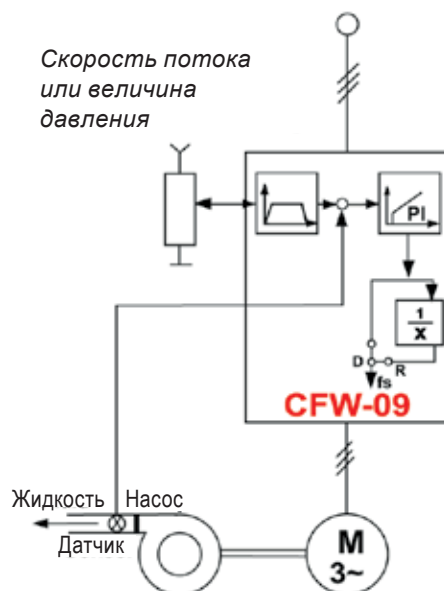 Скорость потока
или величина
давления
PI
1
x
D
R
fs
CFW-09
Жидкость Насос
Датчик
M
3~